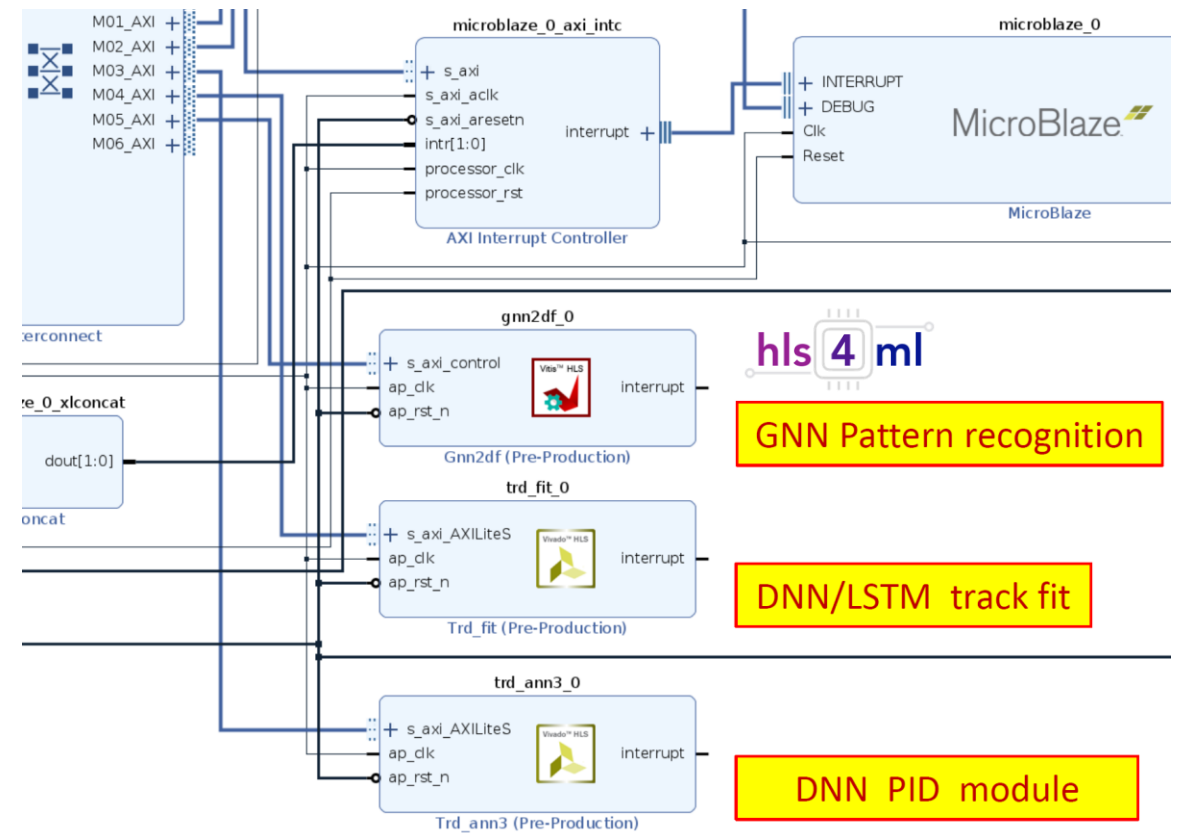 M01_AXI
M02_AXI
M03_AXI
M04_AXI
M05_AXI
M06_AXI
erconnect
ze_0_xlconcat
dout[1:0]
oncat
microblaze_0_axi_intc
s_axi
s_axi_aclk
s_axi_aresetn
intr[1:0]
processor_clk
processor_rst
interrupt
AXI Interrupt Controller
microblaze_0
INTERRUPT
DEBUG
Clk
Reset
MicroBlaze
MicroBlaze
gnn2df_0
s_axi_control
ap_clk
ap_rst_n
Vitis™ HLS
interrupt
Gnn2df (Pre-Production)
hls 4 ml
GNN Pattern recognition
trd_fit_0
s_axi_AXILiteS
ap_clk
ap_rst_n
Vivado™ HLS
interrupt
Trd_fit (Pre-Production)
DNN/LSTM track fit
trd_ann3_0
s_axi_AXILiteS
ap_clk
ap_rst_n
Vivado™ HLS
interrupt
Trd_ann3 (Pre-Production)
DNN PID module